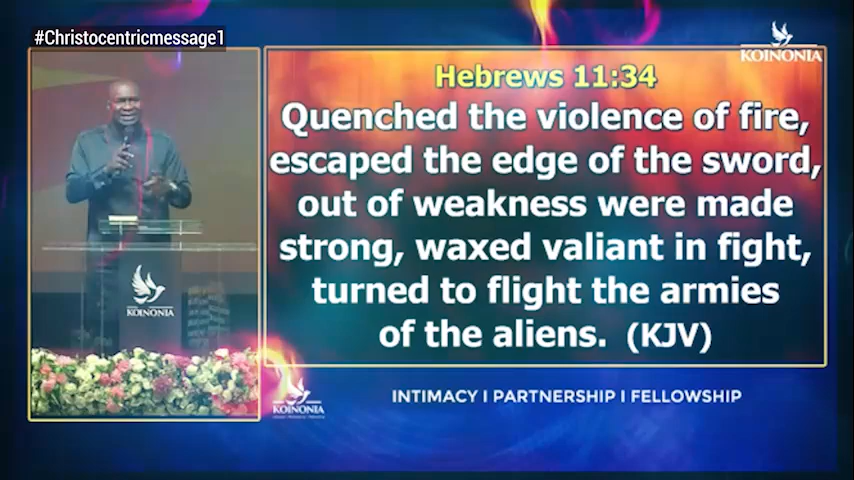 #Christocentricmessage1
KOINONIA
Hebrews 11:34
Quenched the violence of fire,
escaped the edge of the sword,
out of weakness were made
strong, waxed valiant in fight,
turned to flight the armies
of the aliens. (KJV)
KOINONIA
KOINONIA
INTIMACY I PARTNERSHIP I FELLOWSHIP